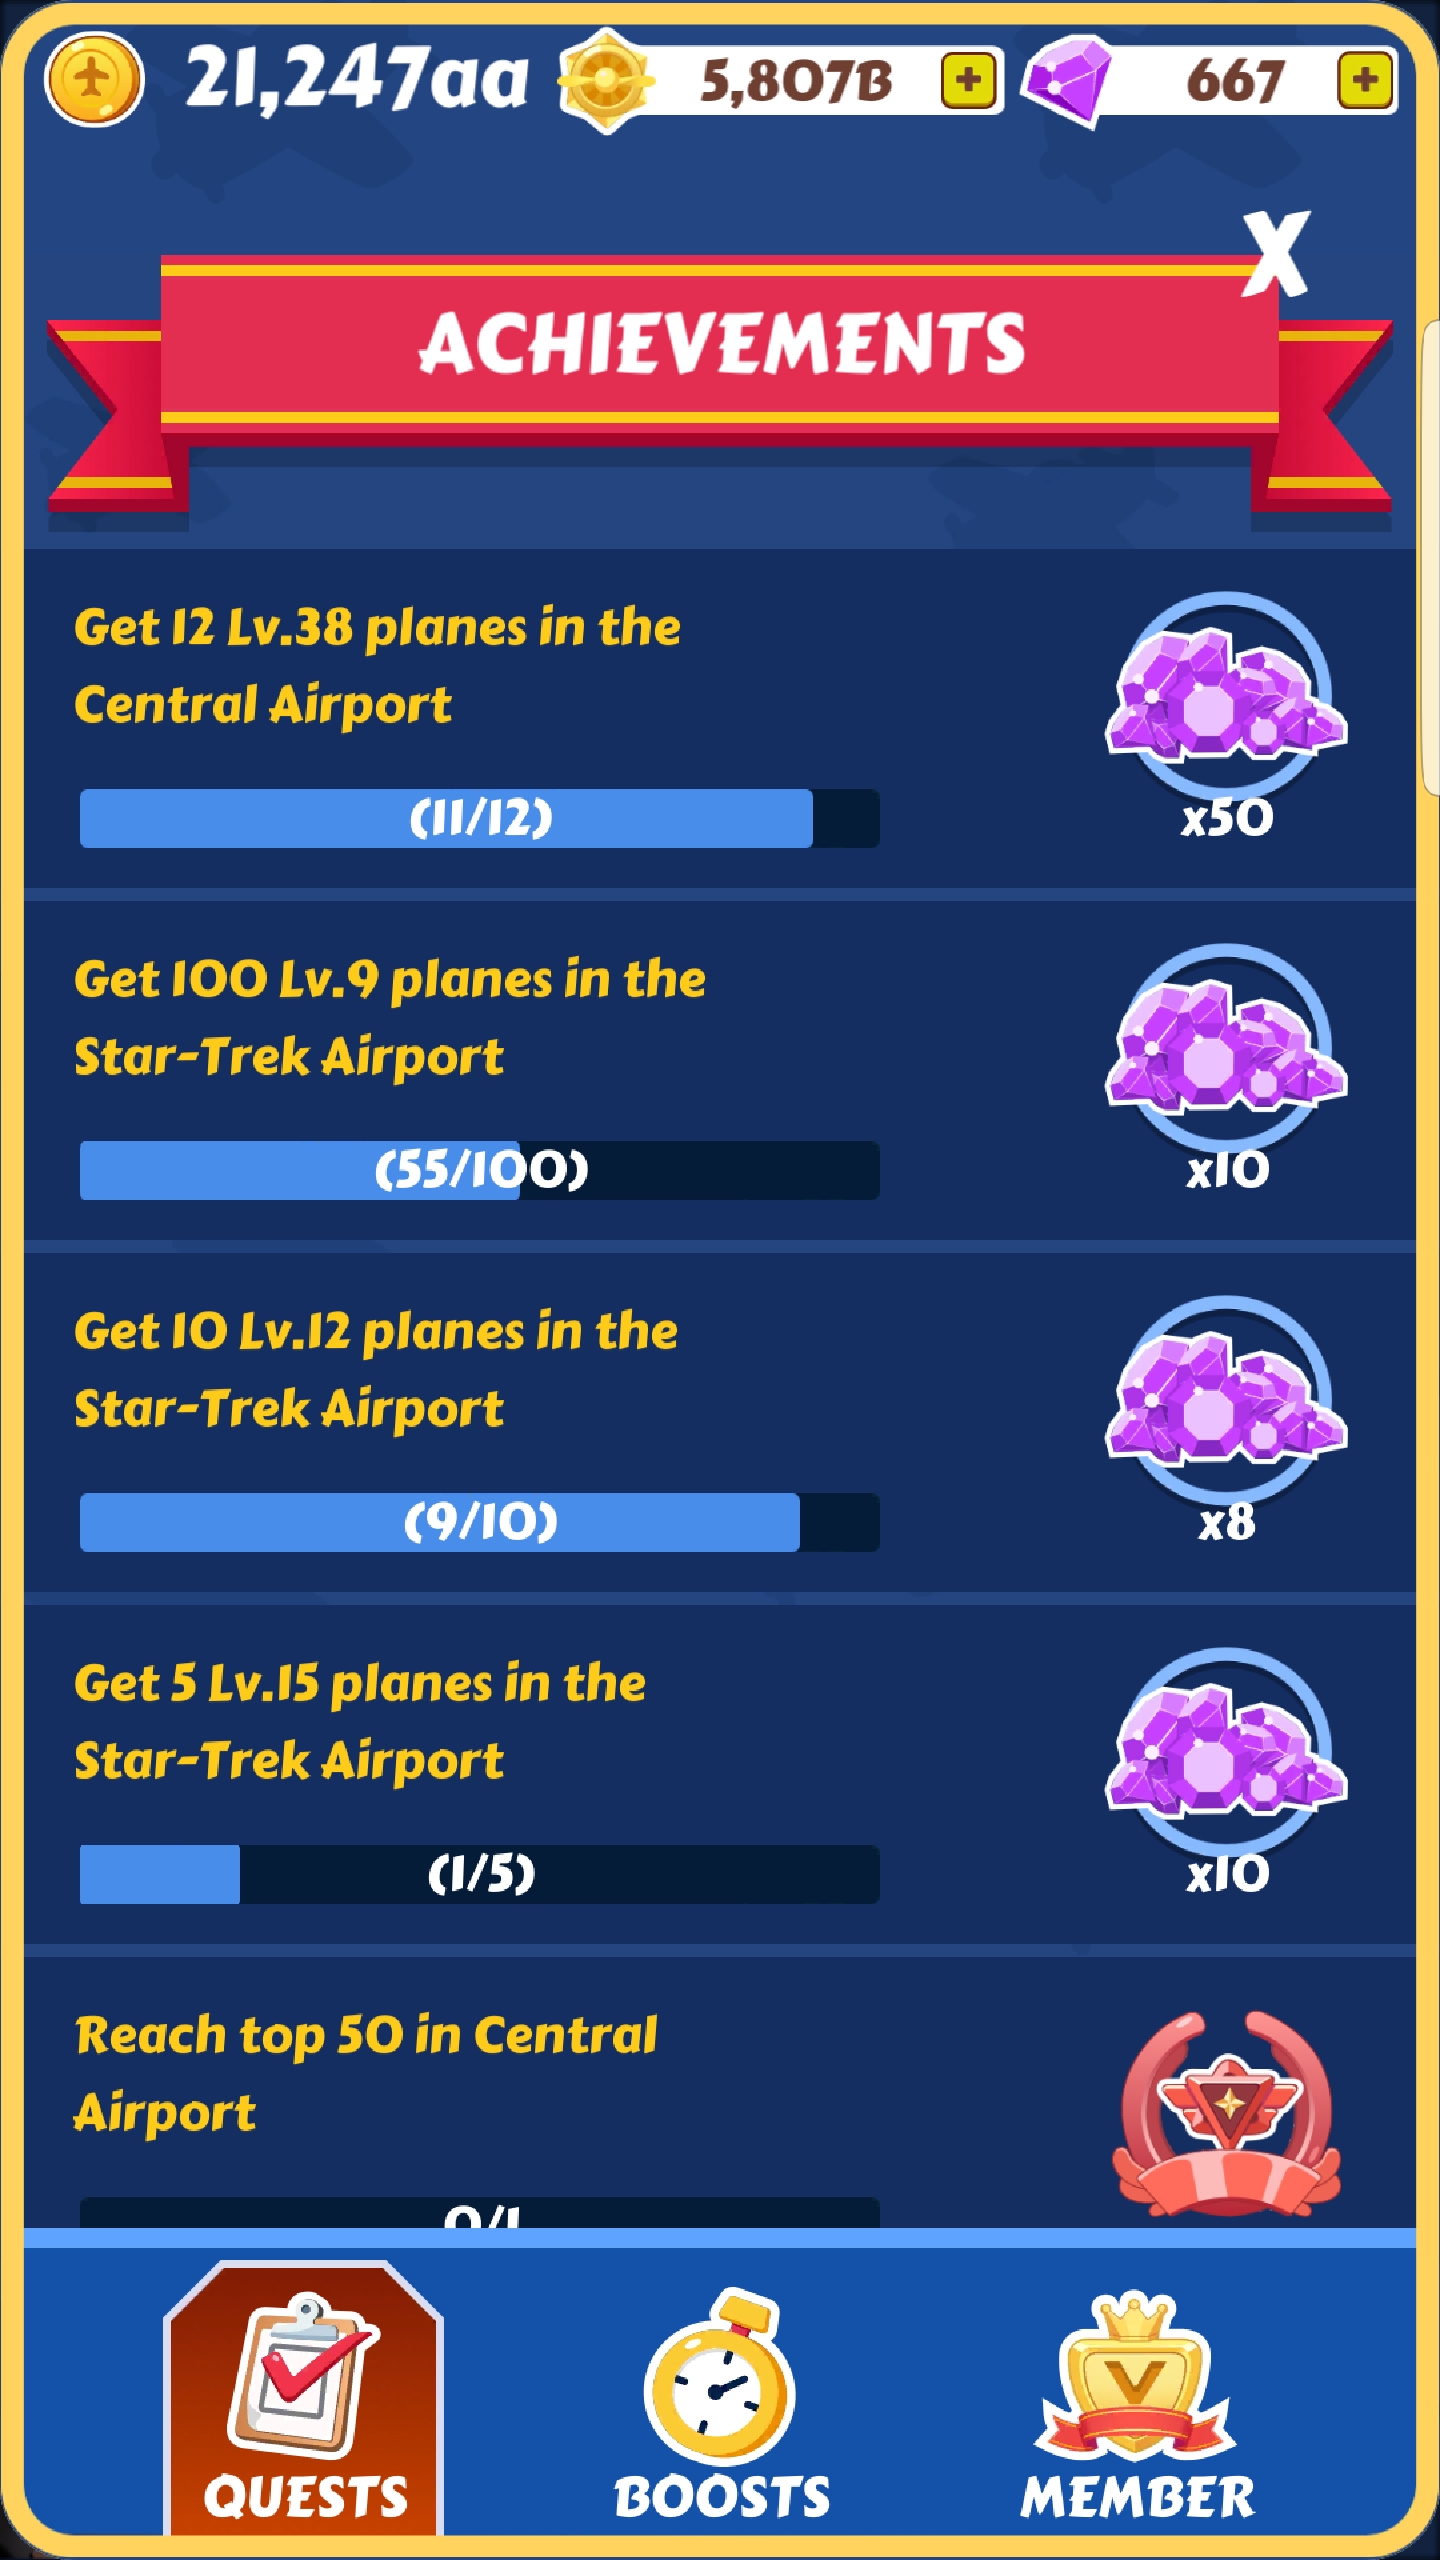 21,247aa 5,807B + 667 +
X
ACHIEVEMENTS
Get 12 Lv.38 planes in the
Central Airport
(11/12)
x50
Get 100 Lv.9 planes in the
Star-Trek Airport
(55/100)
x10
Get 10 Lv.12 planes in the
Star-Trek Airport
(9/10)
x8
Get 5 Lv.15 planes in the
Star-Trek Airport
(1/5)
x10
Reach top 50 in Central
Airport
0/1
V
QUESTS BOOSTS MEMBER